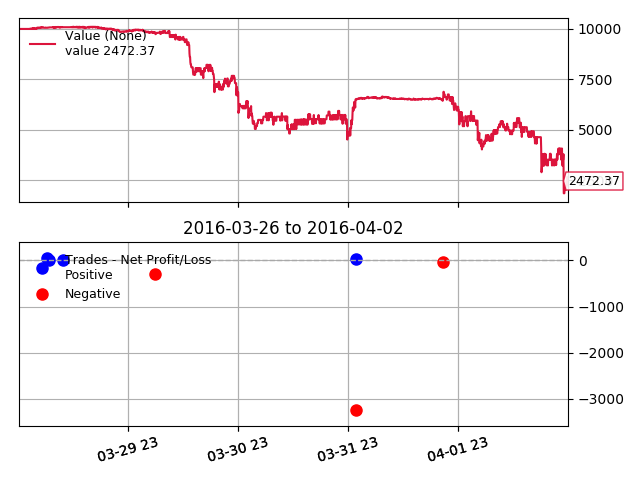 Value (None)
value 2472.37
10000
7500
5000
2472.37
2016-03-26 to 2016-04-02
Trades - Net Profit/Loss
Positive
Negative
0
−1000
−2000
−3000
03-29 23
03-30 23
03-31 23
04-01 23